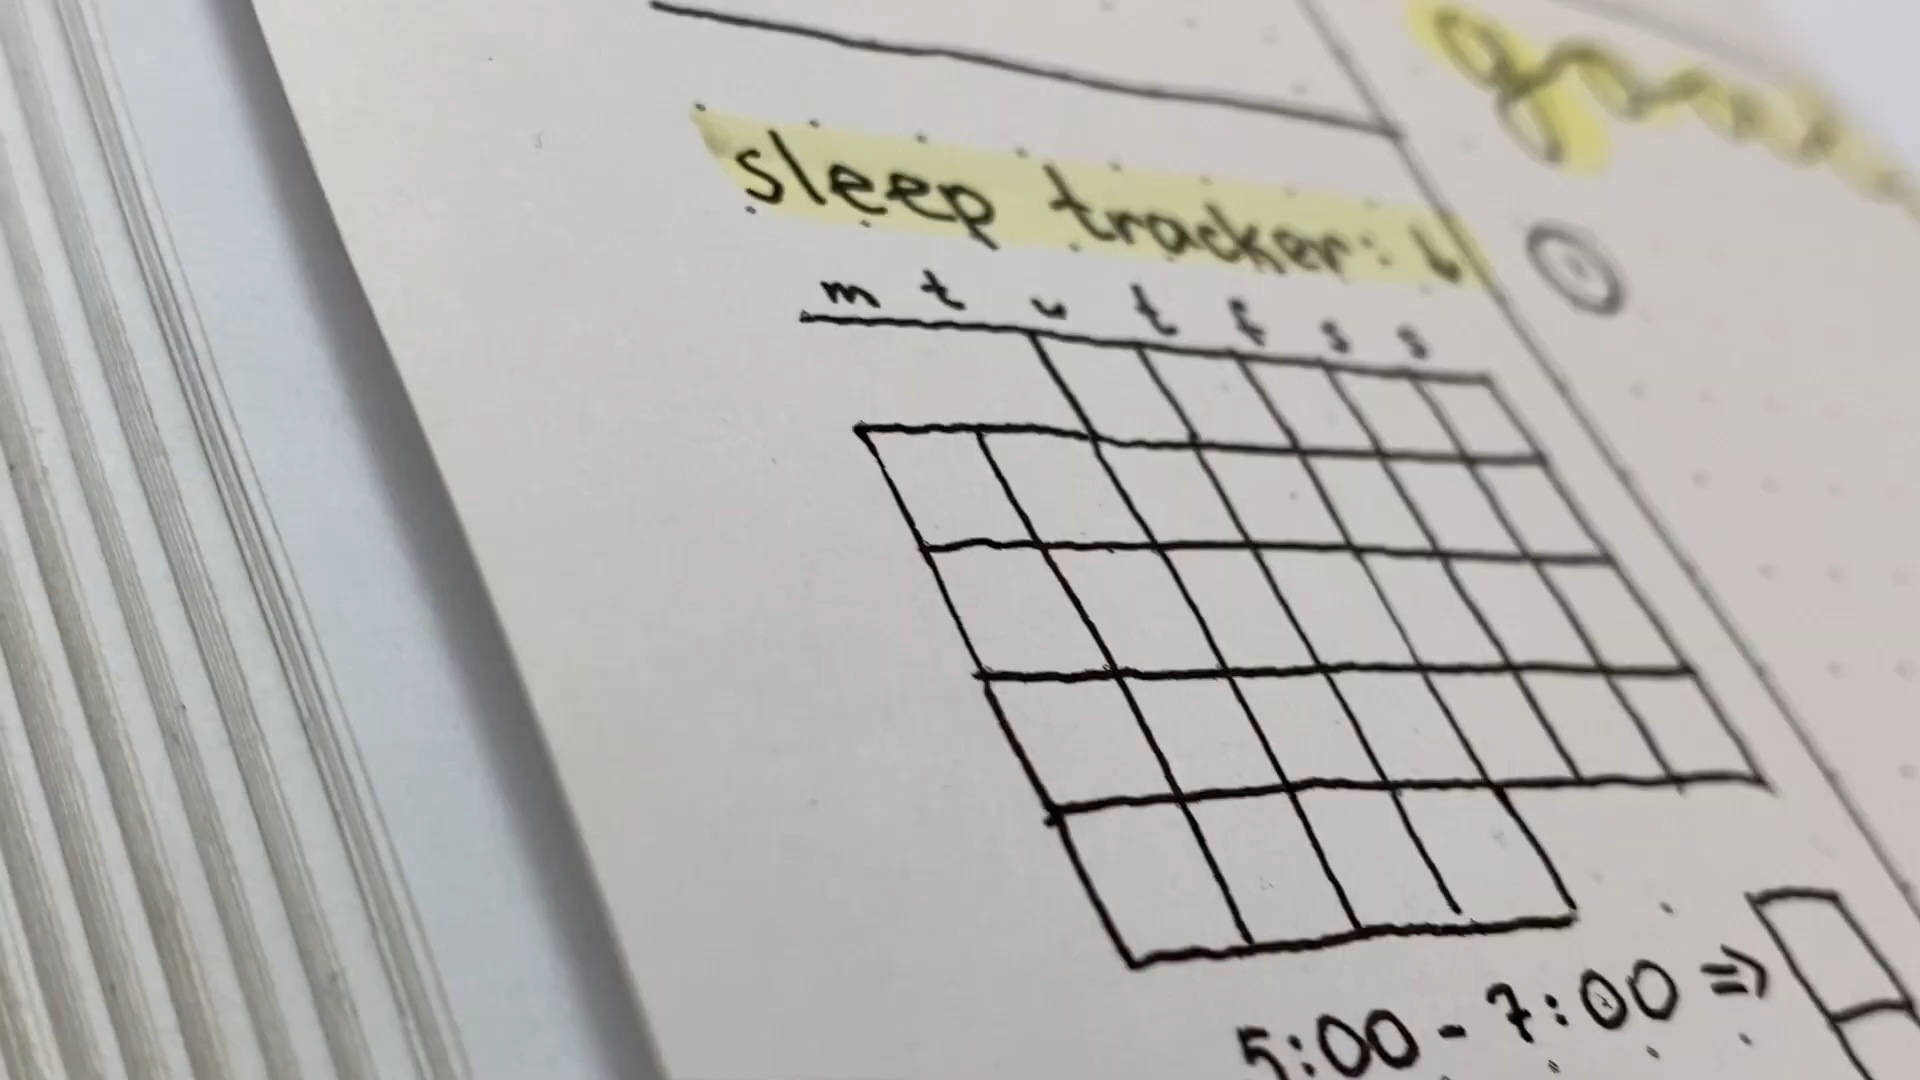 sleep tracker: ↓
m t w t f s s
5:00 - 7:00 =>